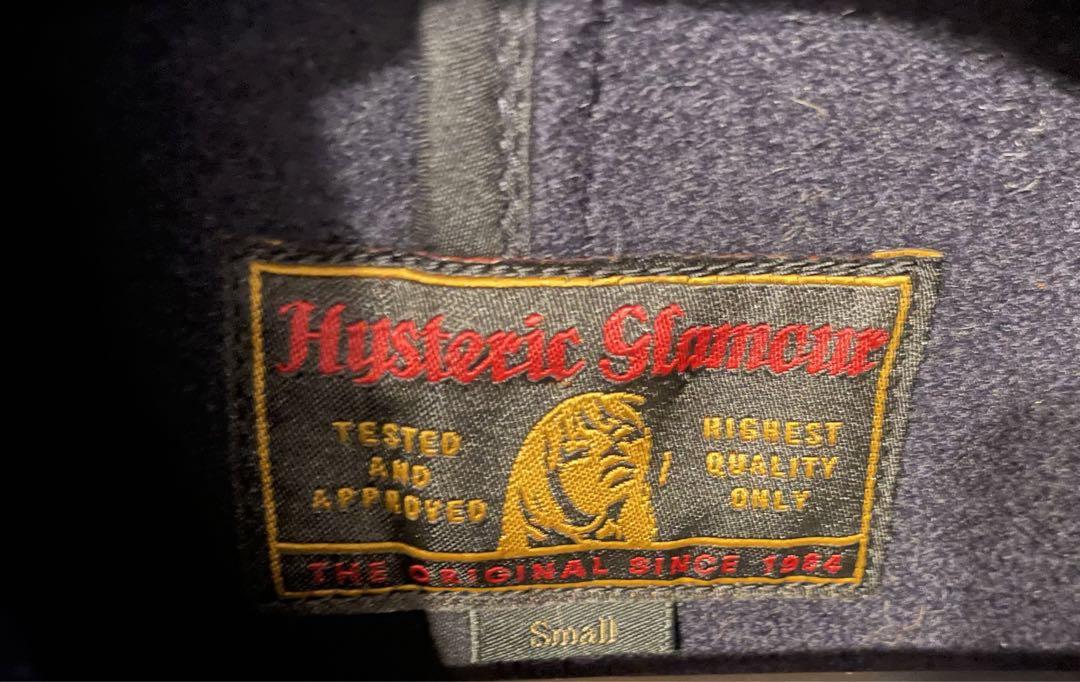 Hysteric Glamour
TESTED
AND
APPROVED
HIGHEST
QUALITY
ONLY
THE ORIGINAL SINCE 1984
Small